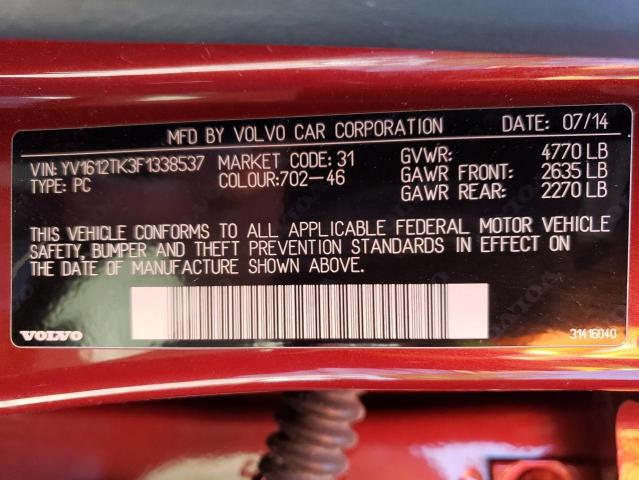 MFD BY VOLVO CAR CORPORATION DATE: 07/14
VIN: YV1612TK3F1338537 MARKET CODE: 31 GVWR: 4770 LB
TYPE: PC COLOUR:702-46 GAWR FRONT: 2635 LB
GAWR REAR: 2270 LB
THIS VEHICLE CONFORMS TO ALL APPLICABLE FEDERAL MOTOR VEHICLE
SAFETY, BUMPER AND THEFT PREVENTION STANDARDS IN EFFECT ON
THE DATE OF MANUFACTURE SHOWN ABOVE.
VOLVO 31416040